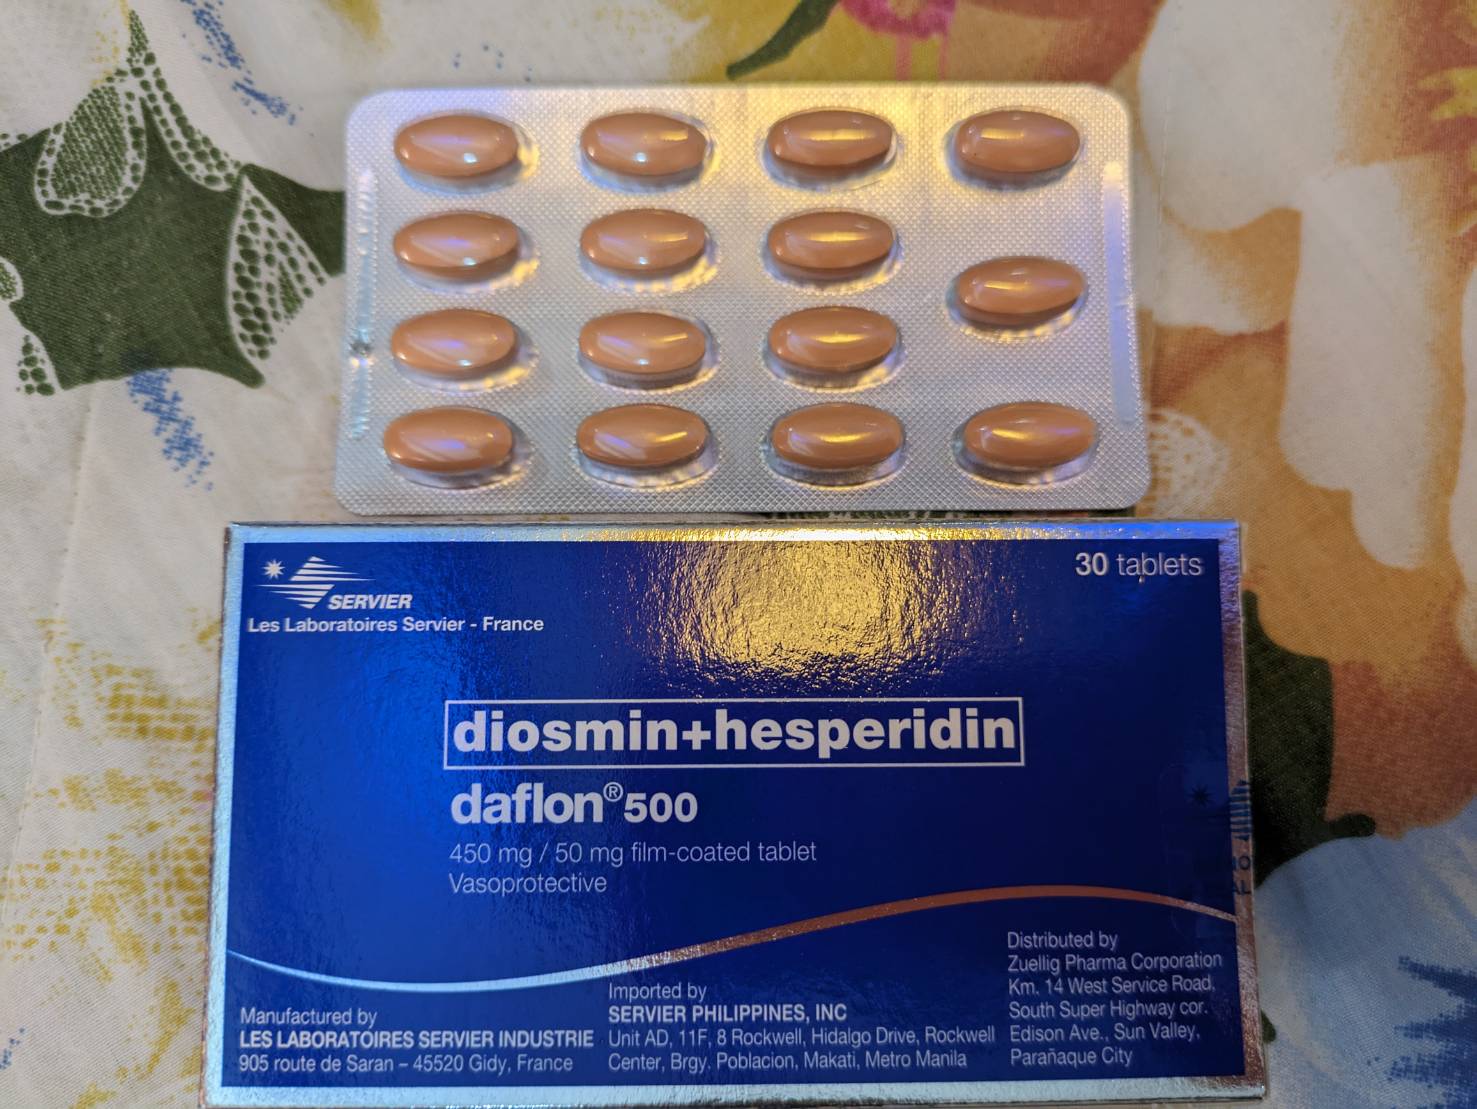 SERVIER
Les Laboratoires Servier - France
30 tablets
diosmin+hesperidin
daflon®500
450 mg / 50 mg film-coated tablet
Vasoprotective
Manufactured by
LES LABORATOIRES SERVIER INDUSTRIE
905 route de Saran – 45520 Gidy, France
Imported by
SERVIER PHILIPPINES, INC
Unit AD, 11F, 8 Rockwell, Hidalgo Drive, Rockwell
Center, Brgy. Poblacion, Makati, Metro Manila
Distributed by
Zuellig Pharma Corporation
Km. 14 West Service Road,
South Super Highway cor.
Edison Ave., Sun Valley,
Parañaque City